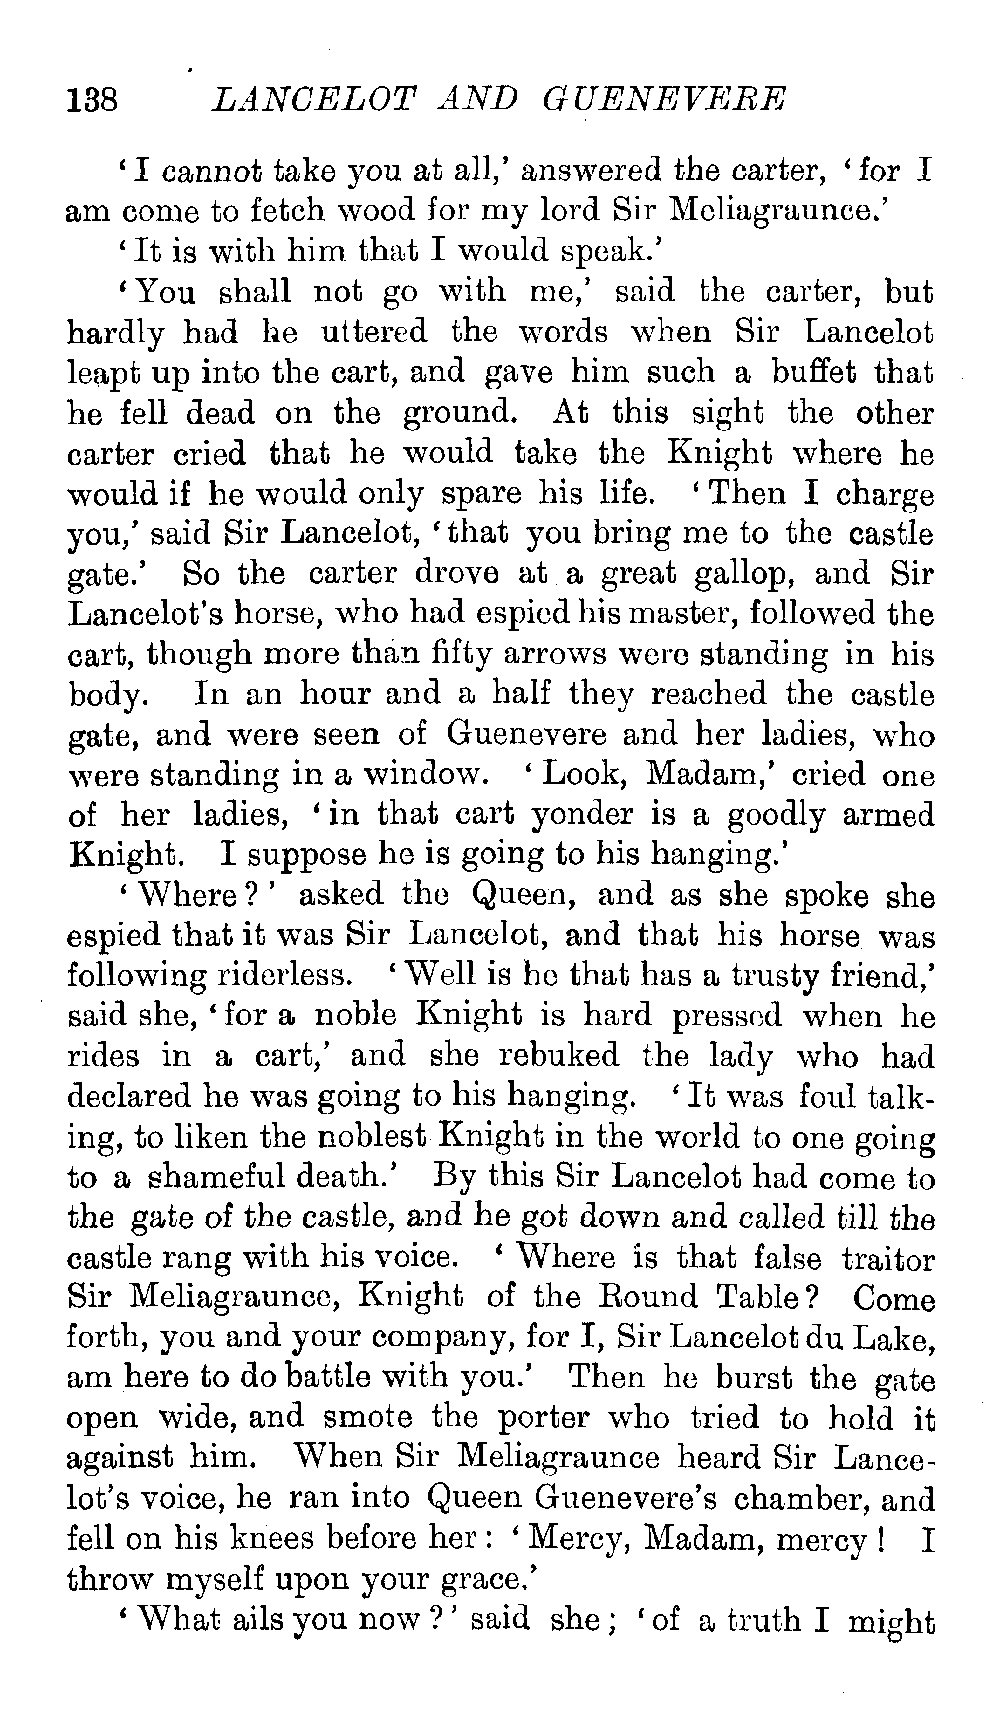 138 LANCELOT AND GUENEVERE
‘I cannot take you at all,’ answered the carter, ‘for I
am come to fetch wood for my lord Sir Meliagraunce.’
‘It is with him that I would speak.’
‘You shall not go with me,’ said the carter, but
hardly had he uttered the words when Sir Lancelot
leapt up into the cart, and gave him such a buffet that
he fell dead on the ground. At this sight the other
carter cried that he would take the Knight where he
would if he would only spare his life. ‘Then I charge
you,’ said Sir Lancelot, ‘that you bring me to the castle
gate.’ So the carter drove at a great gallop, and Sir
Lancelot’s horse, who had espied his master, followed the
cart, though more than fifty arrows were standing in his
body. In an hour and a half they reached the castle
gate, and were seen of Guenevere and her ladies, who
were standing in a window. ‘Look, Madam,’ cried one
of her ladies, ‘in that cart yonder is a goodly armed
Knight. I suppose he is going to his hanging.’
‘Where?’ asked the Queen, and as she spoke she
espied that it was Sir Lancelot, and that his horse was
following riderless. ‘Well is he that has a trusty friend,’
said she, ‘for a noble Knight is hard pressed when he
rides in a cart,’ and she rebuked the lady who had
declared he was going to his hanging. ‘It was foul talk-
ing, to liken the noblest Knight in the world to one going
to a shameful death.’ By this Sir Lancelot had come to
the gate of the castle, and he got down and called till the
castle rang with his voice. ‘Where is that false traitor
Sir Meliagraunce, Knight of the Round Table? Come
forth, you and your company, for I, Sir Lancelot du Lake,
am here to do battle with you.’ Then he burst the gate
open wide, and smote the porter who tried to hold it
against him. When Sir Meliagraunce heard Sir Lance-
lot’s voice, he ran into Queen Guenevere’s chamber, and
fell on his knees before her: ‘Mercy, Madam, mercy! I
throw myself upon your grace.’
‘What ails you now?’ said she; ‘of a truth I might